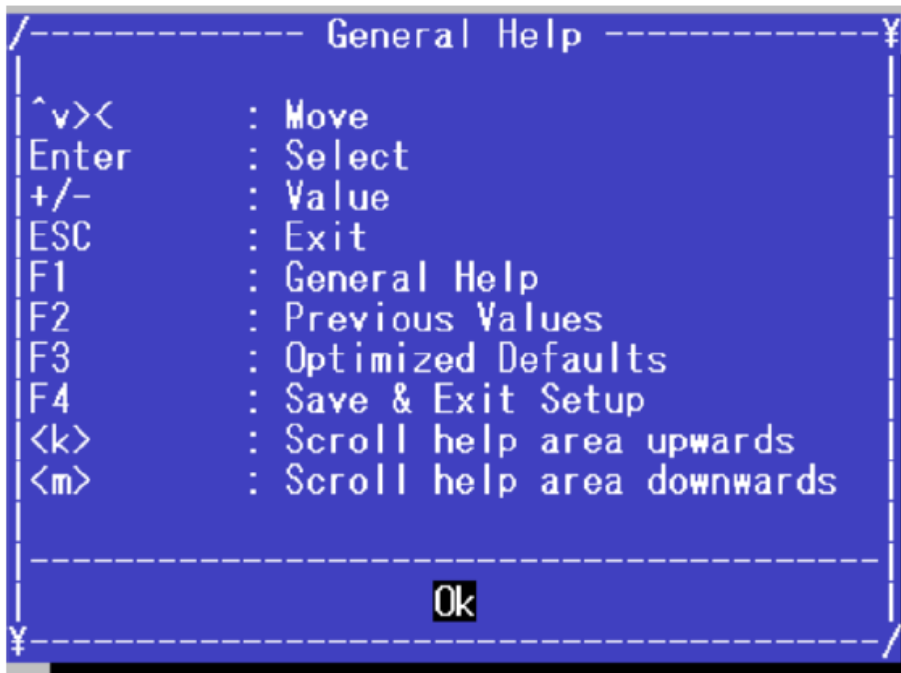 /------------- General Help -------------¥
^v><     : Move
Enter    : Select
+/-      : Value
ESC      : Exit
F1       : General Help
F2       : Previous Values
F3       : Optimized Defaults
F4       : Save & Exit Setup
<k>      : Scroll help area upwards
<m>      : Scroll help area downwards
----------------------------------------
Ok
¥----------------------------------------/